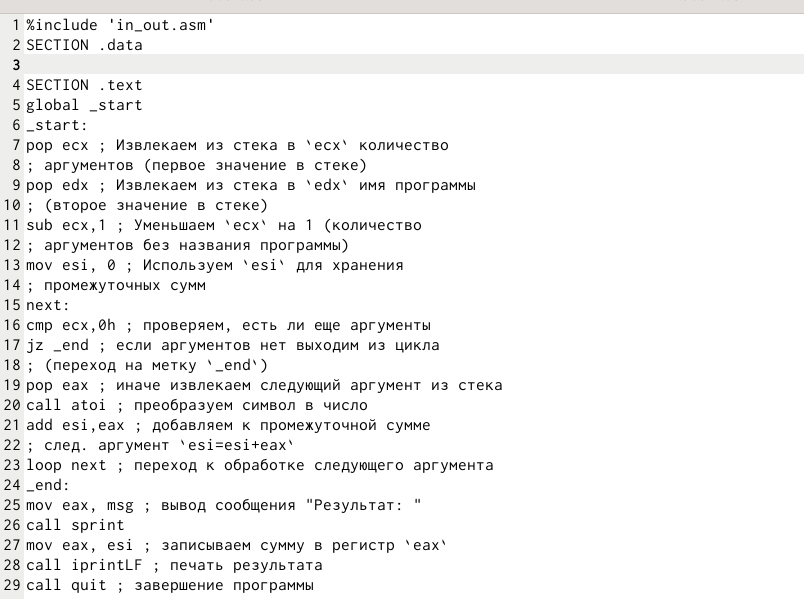 1 %include 'in_out.asm'
2 SECTION .data
3
4 SECTION .text
5 global _start
6 _start:
7 pop ecx ; Извлекаем из стека в `ecx` количество
8 ; аргументов (первое значение в стеке)
9 pop edx ; Извлекаем из стека в `edx` имя программы
10 ; (второе значение в стеке)
11 sub ecx,1 ; Уменьшаем `ecx` на 1 (количество
12 ; аргументов без названия программы)
13 mov esi, 0 ; Используем `esi` для хранения
14 ; промежуточных сумм
15 next:
16 cmp ecx,0h ; проверяем, есть ли еще аргументы
17 jz _end ; если аргументов нет выходим из цикла
18 ; (переход на метку `_end`)
19 pop eax ; иначе извлекаем следующий аргумент из стека
20 call atoi ; преобразуем символ в число
21 add esi,eax ; добавляем к промежуточной сумме
22 ; след. аргумент `esi=esi+eax`
23 loop next ; переход к обработке следующего аргумента
24 _end:
25 mov eax, msg ; вывод сообщения "Результат: "
26 call sprint
27 mov eax, esi ; записываем сумму в регистр `eax`
28 call iprintLF ; печать результата
29 call quit ; завершение программы